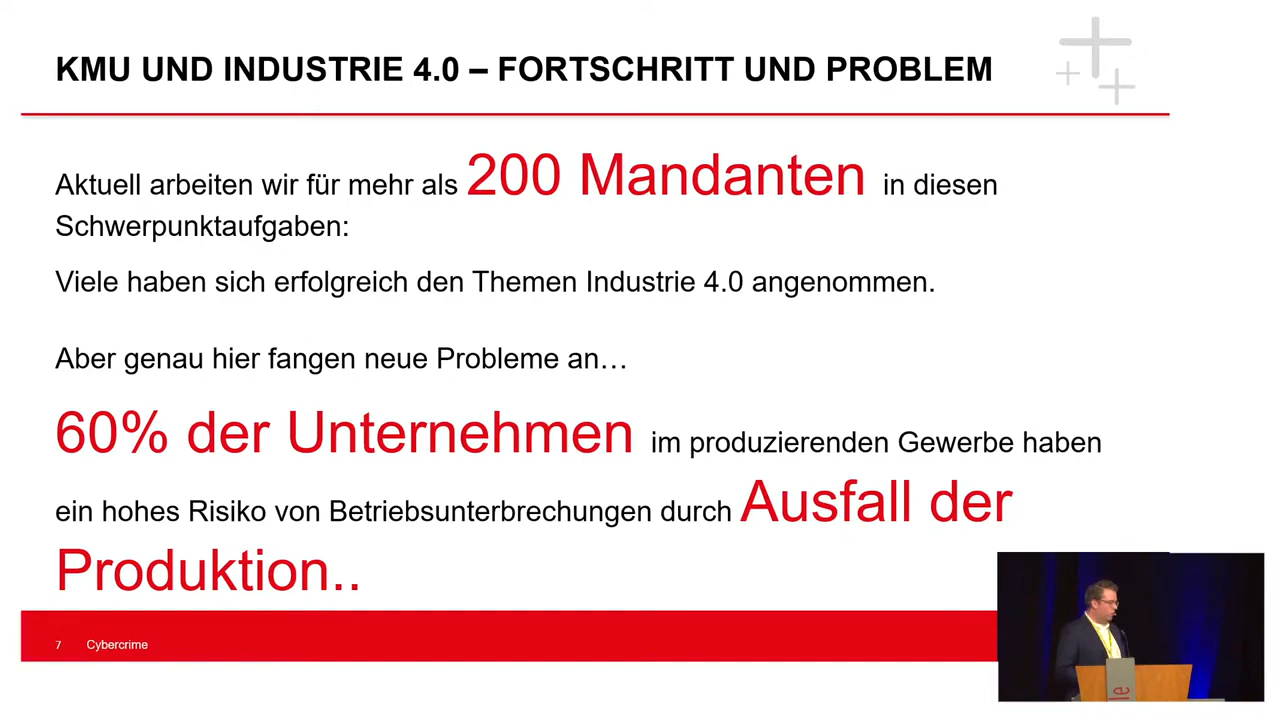 KMU UND INDUSTRIE 4.0 – FORTSCHRITT UND PROBLEM
Aktuell arbeiten wir für mehr als 200 Mandanten in diesen
Schwerpunktaufgaben:
Viele haben sich erfolgreich den Themen Industrie 4.0 angenommen.
Aber genau hier fangen neue Probleme an…
60% der Unternehmen im produzierenden Gewerbe haben
ein hohes Risiko von Betriebsunterbrechungen durch Ausfall der
Produktion..
7 Cybercrime
le